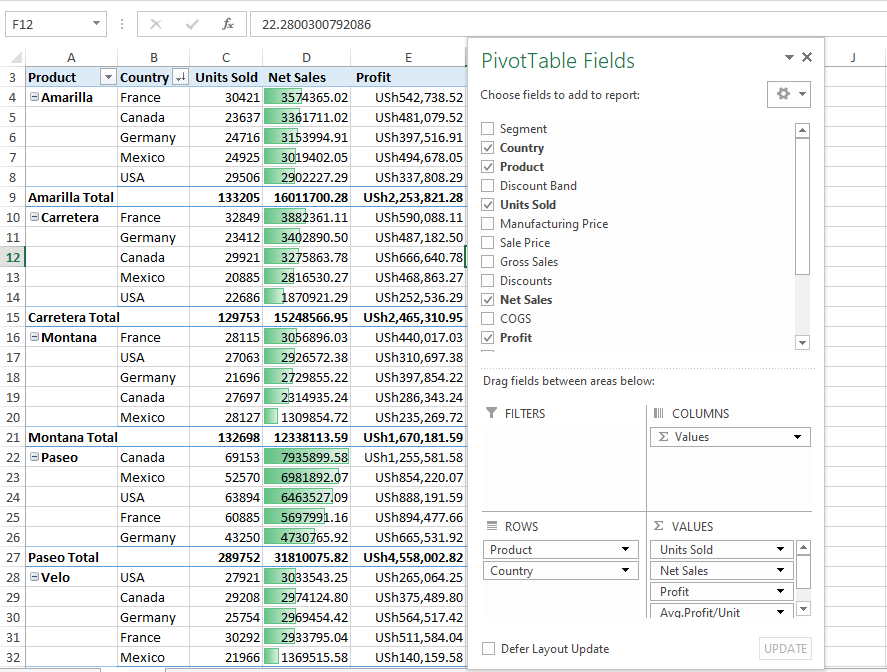 F12 fx 22.2800300792086
A B C D E J
3 Product Country Units Sold Net Sales Profit
4 Amarilla France 30421 3574365.02 USh542,738.52
5 Canada 23637 3361711.02 USh481,079.52
6 Germany 24716 3153994.91 USh397,516.91
7 Mexico 24925 3019402.05 USh494,678.05
8 USA 29506 2902227.29 USh337,808.29
9 Amarilla Total 133205 16011700.28 USh2,253,821.28
10 Carretera France 32849 3882361.11 USh590,088.11
11 Germany 23412 3402890.50 USh487,182.50
12 Canada 29921 3275863.78 USh666,640.78
13 Mexico 20885 2816530.27 USh468,863.27
14 USA 22686 1870921.29 USh252,536.29
15 Carretera Total 129753 15248566.95 USh2,465,310.95
16 Montana France 28115 3056896.03 USh440,017.03
17 USA 27063 2926572.38 USh310,697.38
18 Germany 21696 2729855.22 USh397,854.22
19 Canada 27697 2314935.24 USh286,343.24
20 Mexico 28127 1309854.72 USh235,269.72
21 Montana Total 132698 12338113.59 USh1,670,181.59
22 Paseo Canada 69153 7935899.58 USh1,255,581.58
23 Mexico 52570 6981892.07 USh854,220.07
24 USA 63894 6463527.09 USh888,191.59
25 France 60885 5697991.16 USh894,477.66
26 Germany 43250 4730765.92 USh665,531.92
27 Paseo Total 289752 31810075.82 USh4,558,002.82
28 Velo USA 27921 3033543.25 USh265,064.25
29 Canada 29208 2974124.80 USh375,489.80
30 Germany 25754 2969454.42 USh564,517.42
31 France 30292 2933795.04 USh511,584.04
32 Mexico 21966 1369515.58 USh140,159.58
PivotTable Fields
Choose fields to add to report:
Segment
Country
Product
Discount Band
Units Sold
Manufacturing Price
Sale Price
Gross Sales
Discounts
Net Sales
COGS
Profit
Drag fields between areas below:
FILTERS
COLUMNS
Σ Values
ROWS
Product
Country
Σ VALUES
Units Sold
Net Sales
Profit
Avg.Profit/Unit
Defer Layout Update
UPDATE